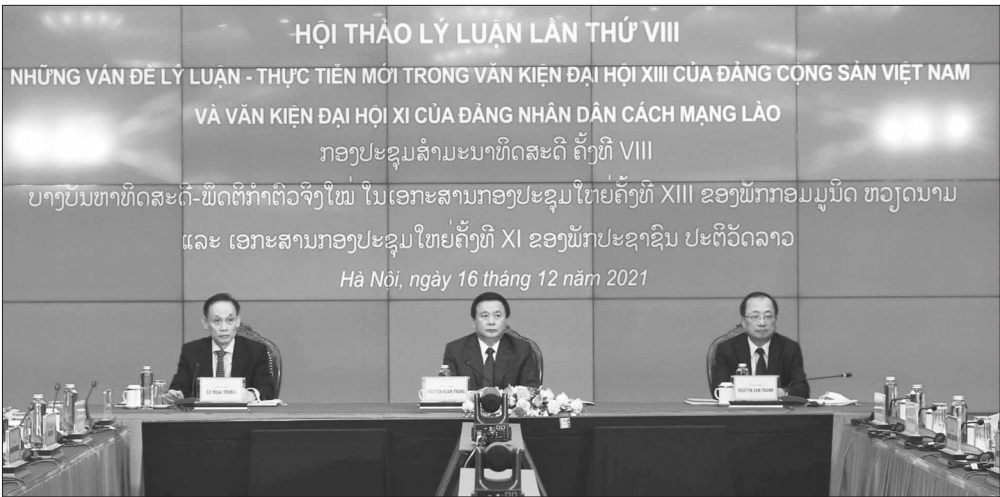 HỘI THẢO LÝ LUẬN LẦN THỨ VIII
NHỮNG VẤN ĐỀ LÝ LUẬN - THỰC TIỄN MỚI TRONG VĂN KIỆN ĐẠI HỘI XIII CỦA ĐẢNG CỘNG SẢN VIỆT NAM
VÀ VĂN KIỆN ĐẠI HỘI XI CỦA ĐẢNG NHÂN DÂN CÁCH MẠNG LÀO
ກອງປະຊຸມສຳມະນາທິດສະດີ ຄັ້ງທີ VIII
ບາງບັນຫາທິດສະດີ-ພຶດຕິກຳຕົວຈິງໃໝ່ ໃນເອກະສານກອງປະຊຸມໃຫຍ່ຄັ້ງທີ XIII ຂອງພັກກອມມູນິດ ຫວຽດນາມ
ແລະ ເອກະສານກອງປະຊຸມໃຫຍ່ຄັ້ງທີ XI ຂອງພັກປະຊາຊົນ ປະຕິວັດລາວ
Hà Nội, ngày 16 tháng 12 năm 2021
LÊ HOÀI TRUNG
NGUYỄN XUÂN THẮNG